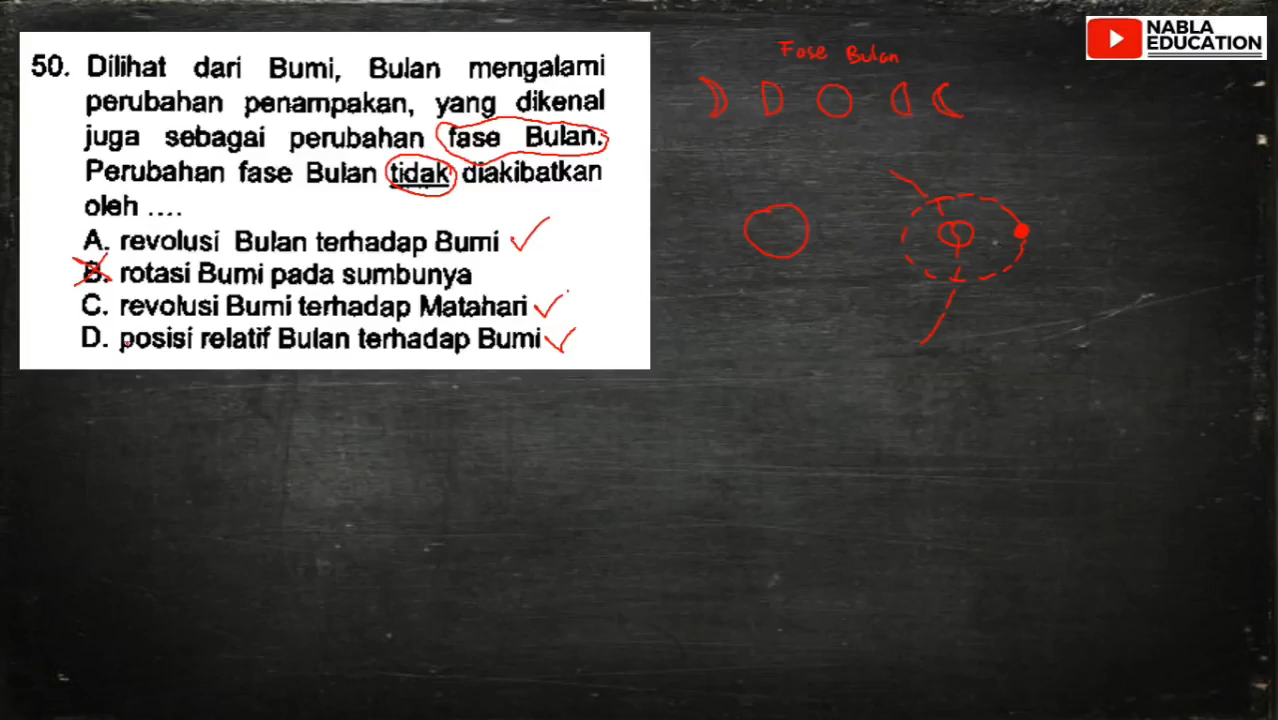 NABLA
EDUCATION
Fase Bulan
50. Dilihat dari Bumi, Bulan mengalami
perubahan penampakan, yang dikenal
juga sebagai perubahan fase Bulan.
Perubahan fase Bulan tidak diakibatkan
oleh ....
A. revolusi Bulan terhadap Bumi
B. rotasi Bumi pada sumbunya
C. revolusi Bumi terhadap Matahari
D. posisi relatif Bulan terhadap Bumi